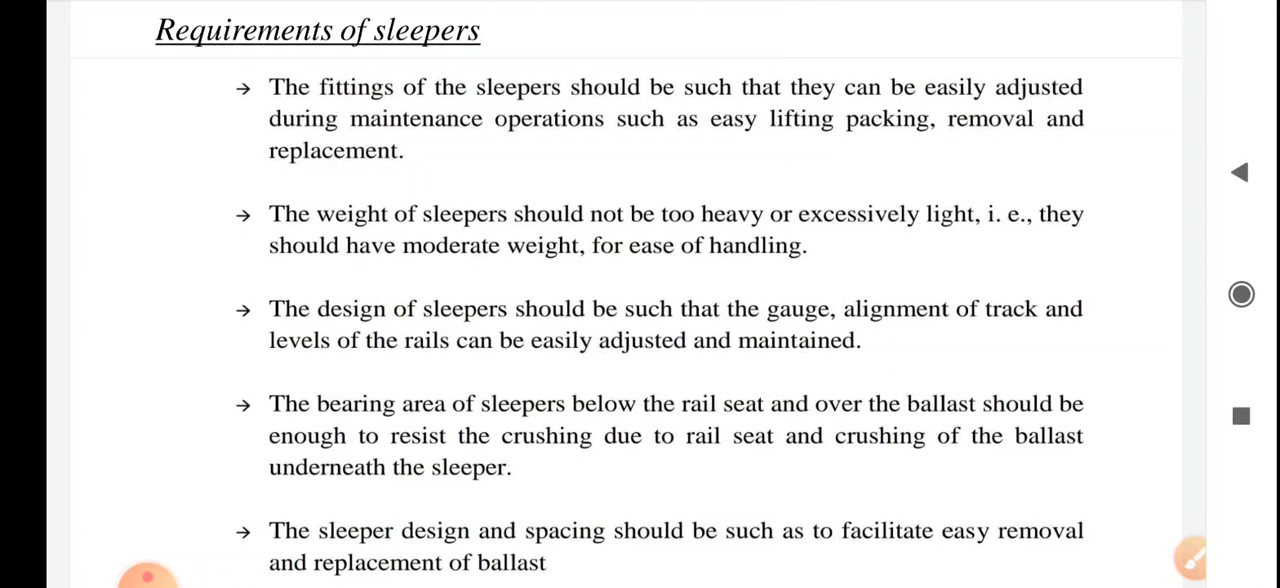 Requirements of sleepers
→ The fittings of the sleepers should be such that they can be easily adjusted
during maintenance operations such as easy lifting packing, removal and
replacement.
→ The weight of sleepers should not be too heavy or excessively light, i. e., they
should have moderate weight, for ease of handling.
→ The design of sleepers should be such that the gauge, alignment of track and
levels of the rails can be easily adjusted and maintained.
→ The bearing area of sleepers below the rail seat and over the ballast should be
enough to resist the crushing due to rail seat and crushing of the ballast
underneath the sleeper.
→ The sleeper design and spacing should be such as to facilitate easy removal
and replacement of ballast